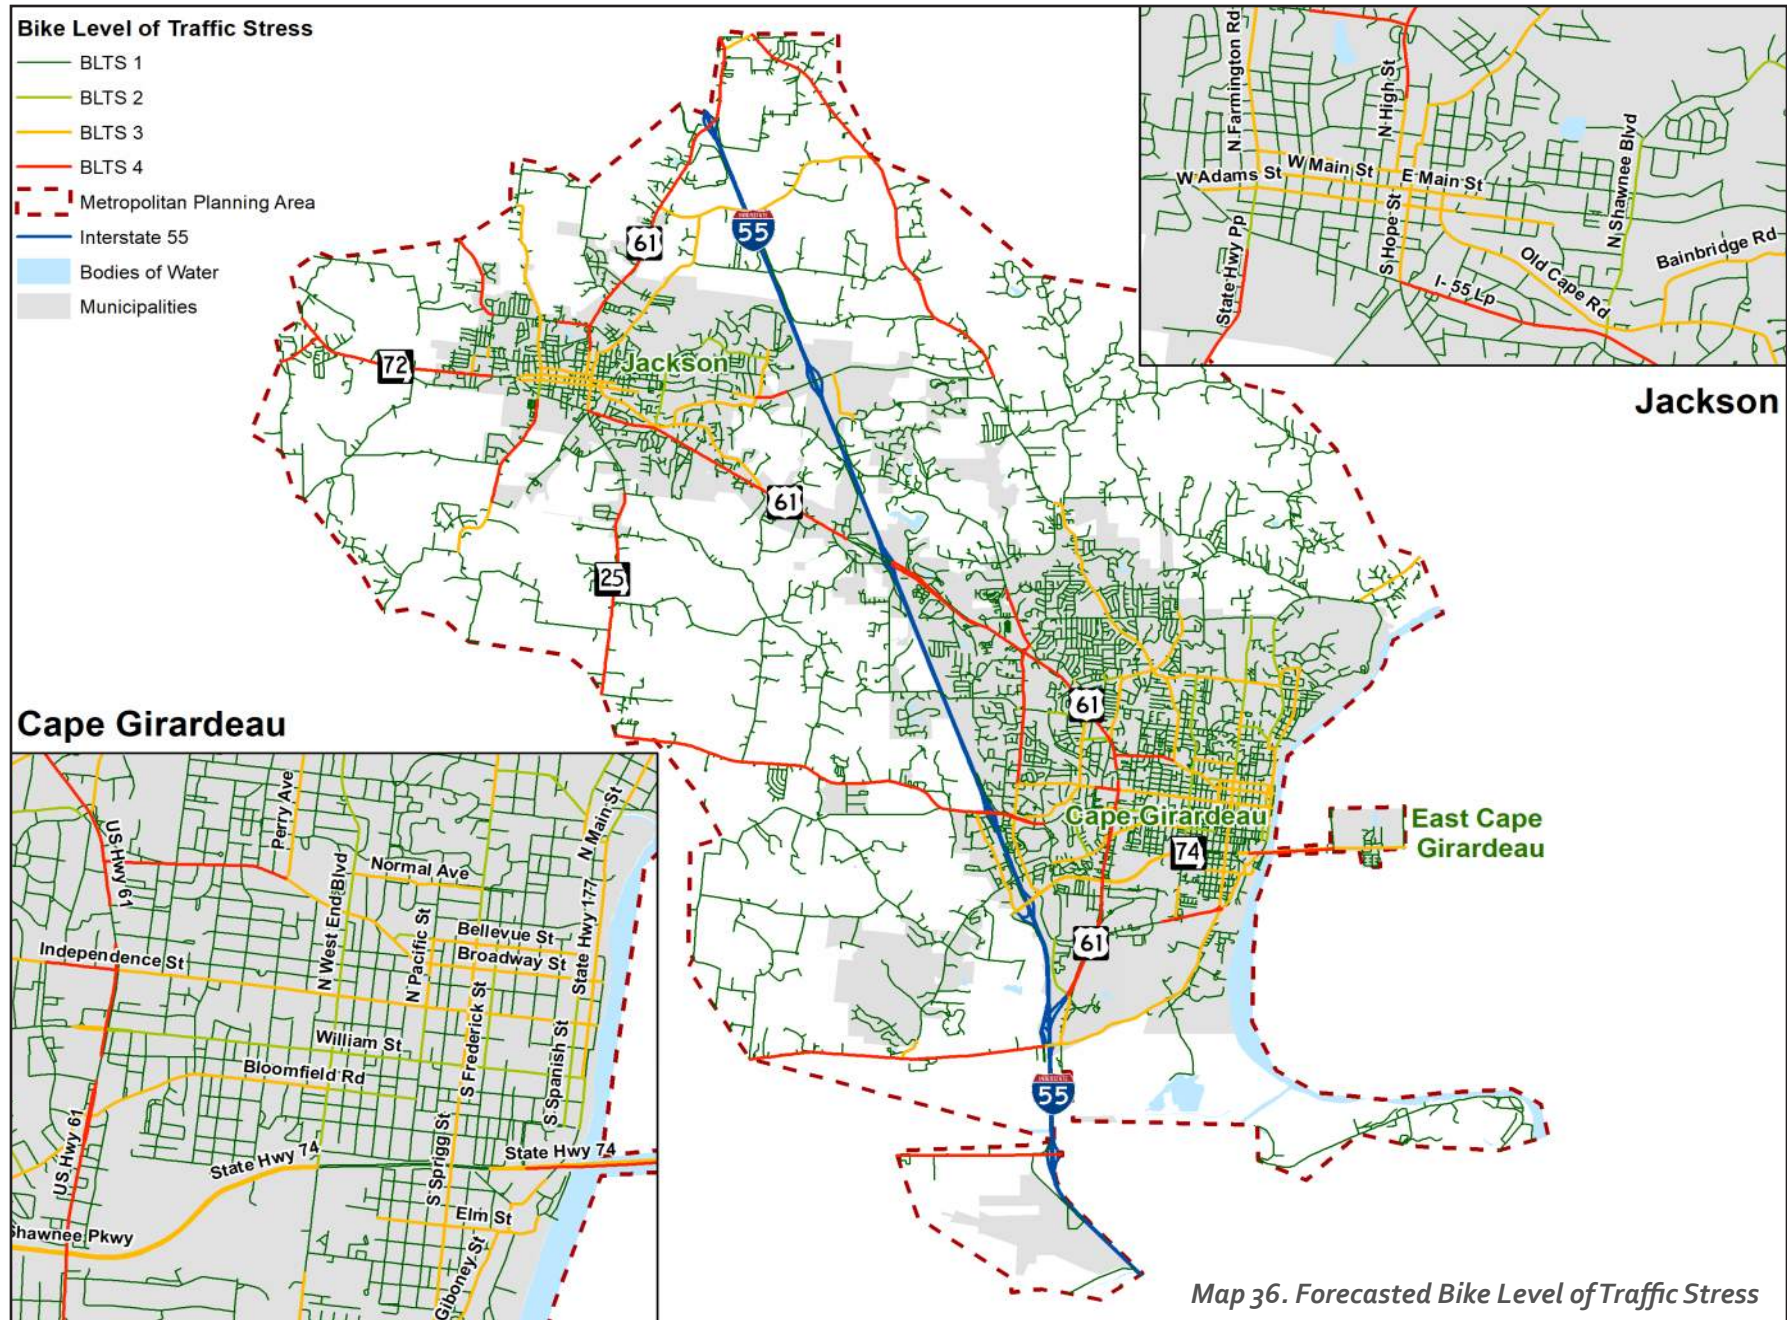 Bike Level of Traffic Stress
BLTS 1
BLTS 2
BLTS 3
BLTS 4
Metropolitan Planning Area
Interstate 55
Bodies of Water
Municipalities
N Farmington Rd
N High St
N Shawnee Blvd
W Main St
E Main St
W Adams St
S Hope St
State Hwy Pp
Old Cape Rd
Bainbridge Rd
I- 55 Lp
Jackson
61
INTERSTATE
55
72
Jackson
61
25
61
Cape Girardeau
74
61
East Cape
Girardeau
INTERSTATE
55
Cape Girardeau
Perry Ave
US Hwy 61
N Main St
Normal Ave
N West End Blvd
State Hwy 177
N Pacific St
Bellevue St
Broadway St
Independence St
S Frederick St
William St
S Spanish St
Bloomfield Rd
US Hwy 61
State Hwy 74
State Hwy 74
S Sprigg St
Elm St
Shawnee Pkwy
Giboney St
Map 36. Forecasted Bike Level of Traffic Stress